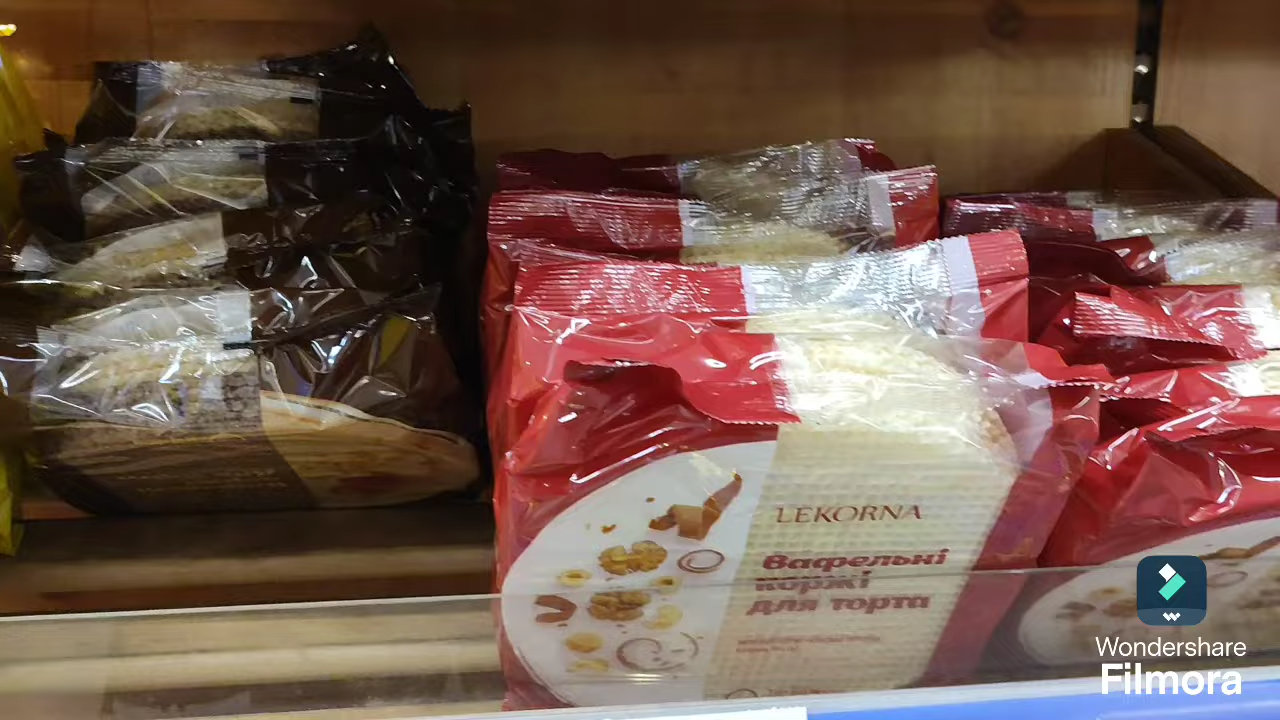 LEKORNA
Вафельні
коржі
для торта
Wondershare
Filmora